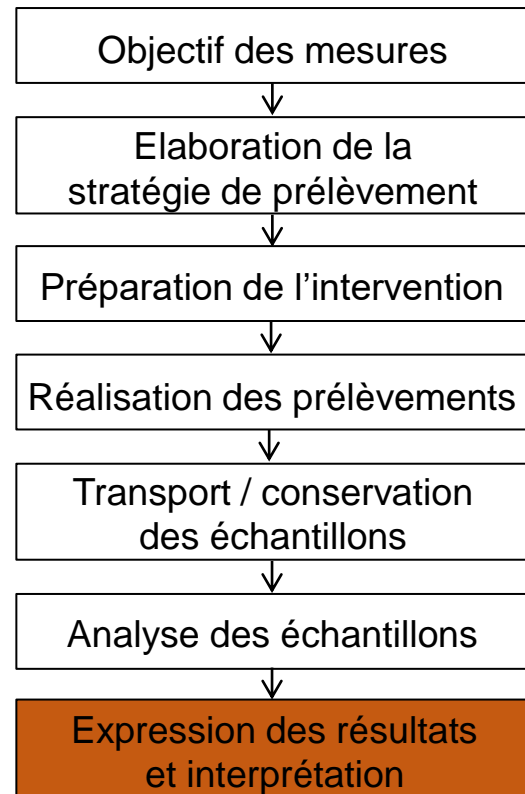 Objectif des mesures
Elaboration de la
stratégie de prélèvement
Préparation de l’intervention
Réalisation des prélèvements
Transport / conservation
des échantillons
Analyse des échantillons
Expression des résultats
et interprétation